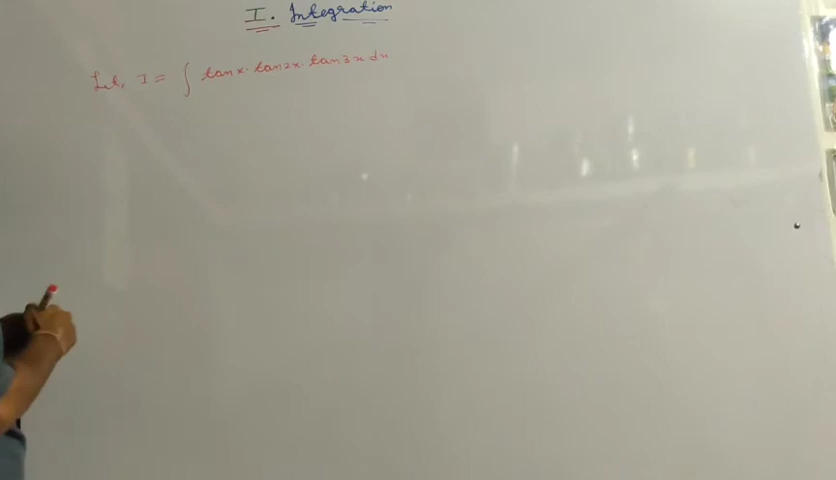 I. Integration
Let, I = ∫ tanx · tan2x · tan3x dx